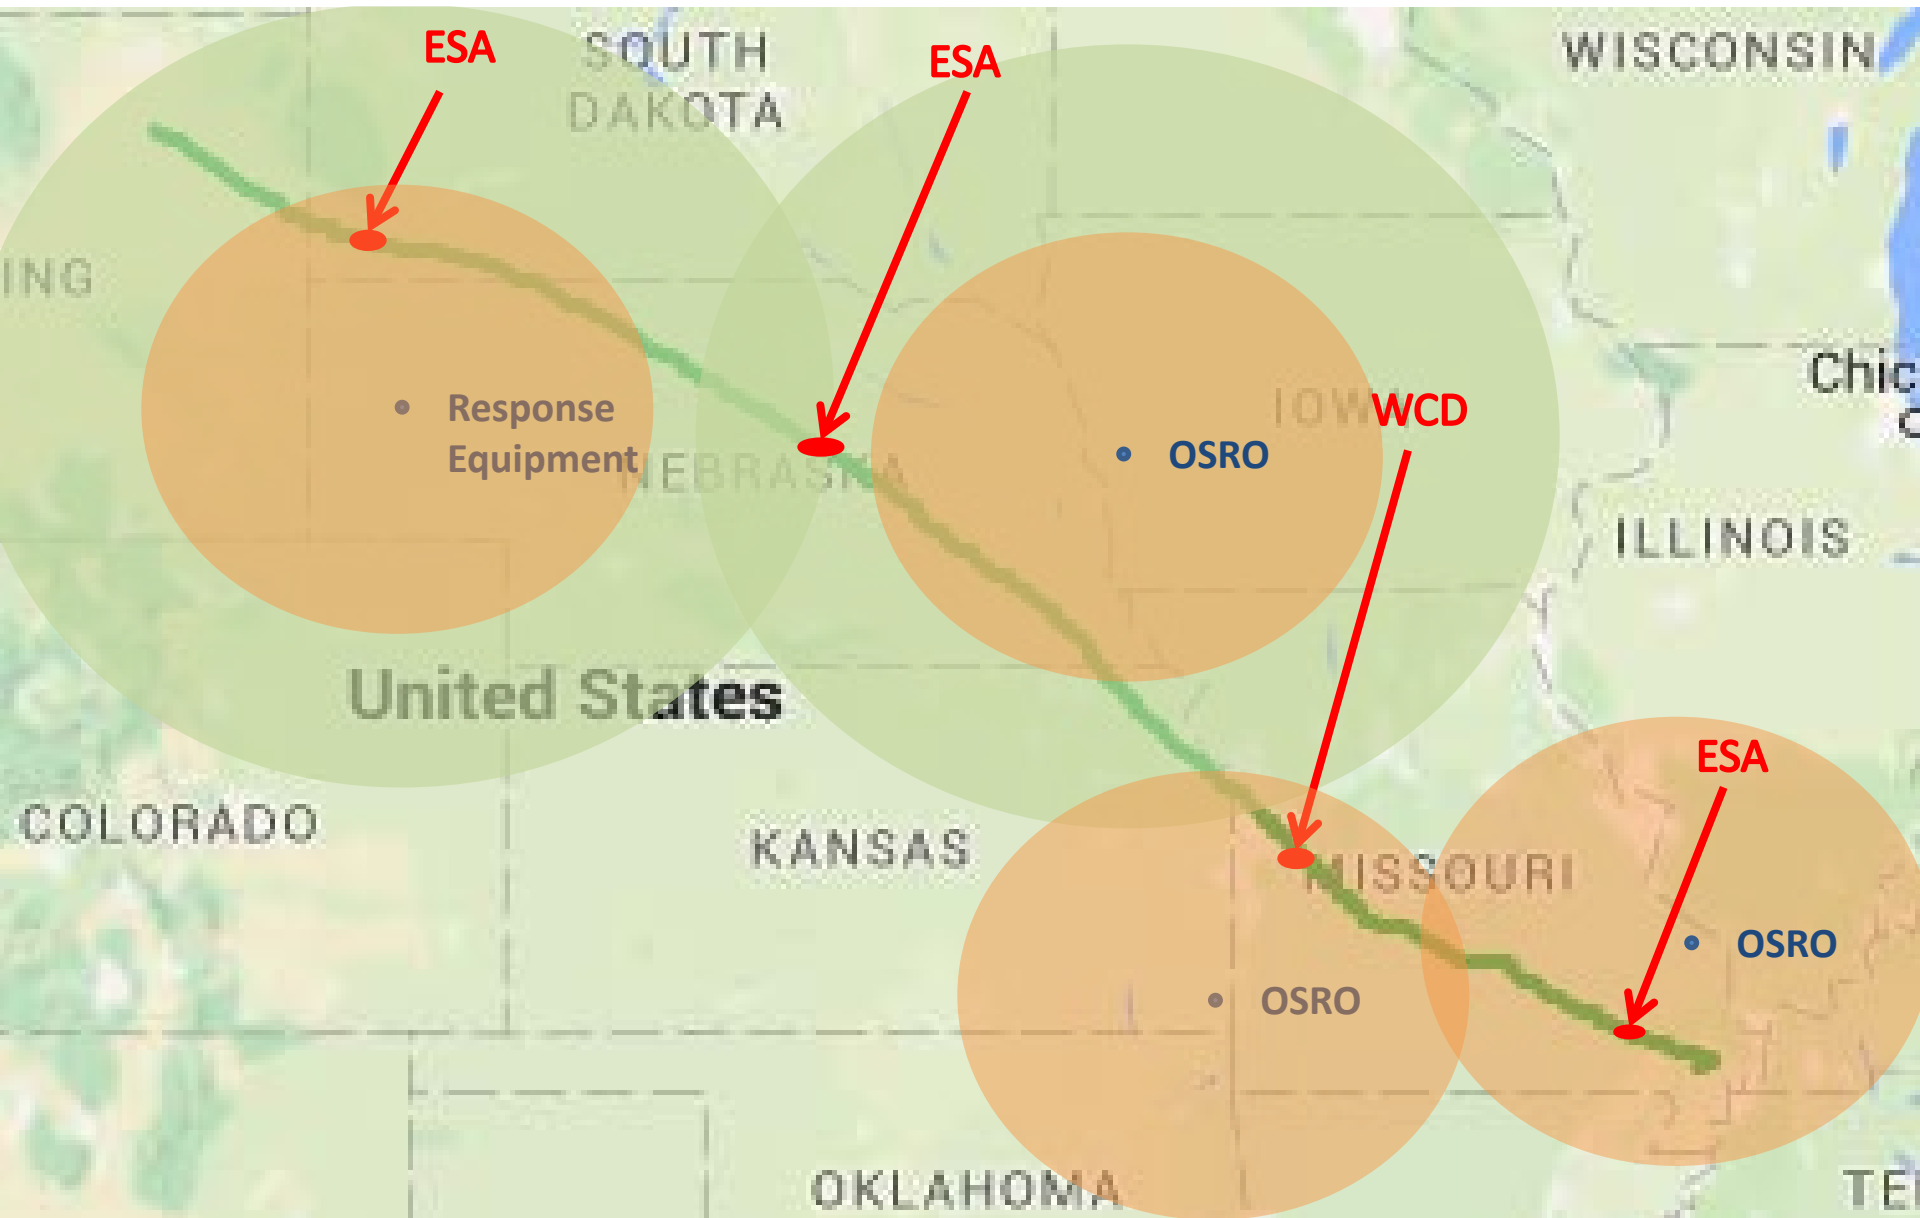 ESA
SOUTH
DAKOTA
ESA
WISCONSIN
ING
Chic
Response
Equipment
NEBRASKA
OSRO
IOWA
WCD
ILLINOIS
United States
ESA
COLORADO
KANSAS
MISSOURI
OSRO
OSRO
OKLAHOMA
TE